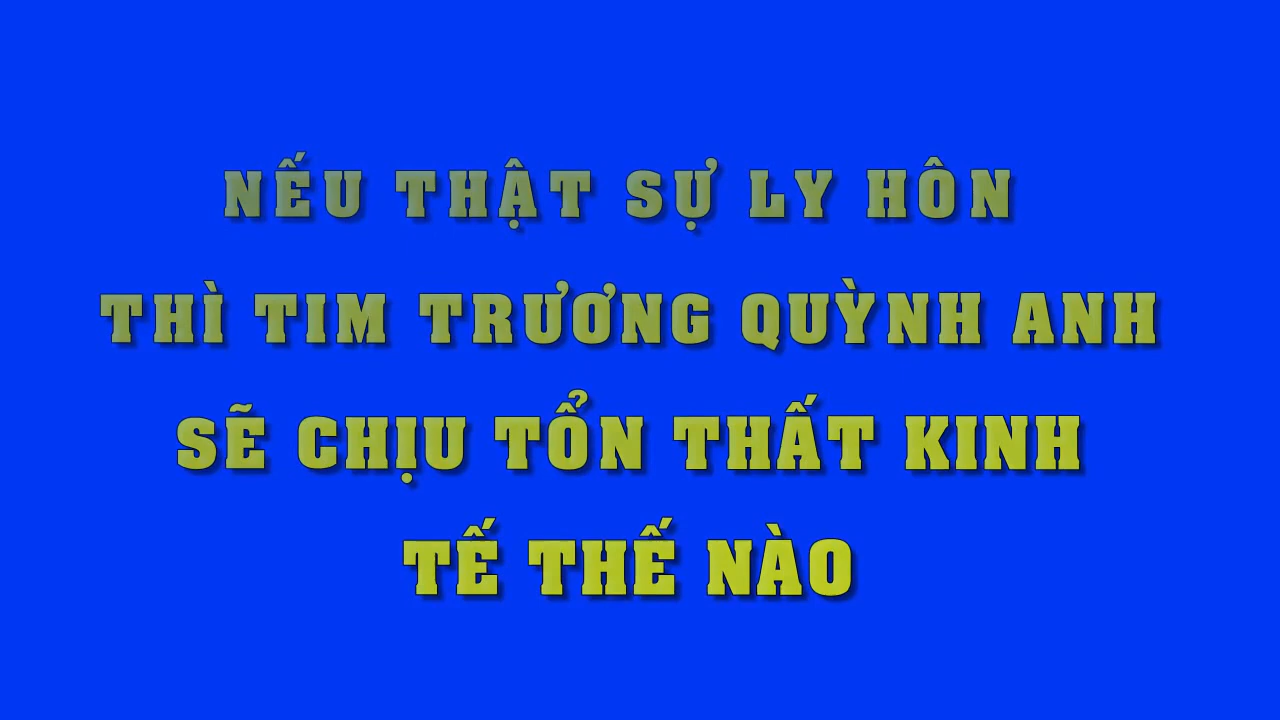 NẾU THẬT SỰ LY HÔN
THÌ TIM TRƯƠNG QUỲNH ANH
SẼ CHỊU TỔN THẤT KINH
TẾ THẾ NÀO